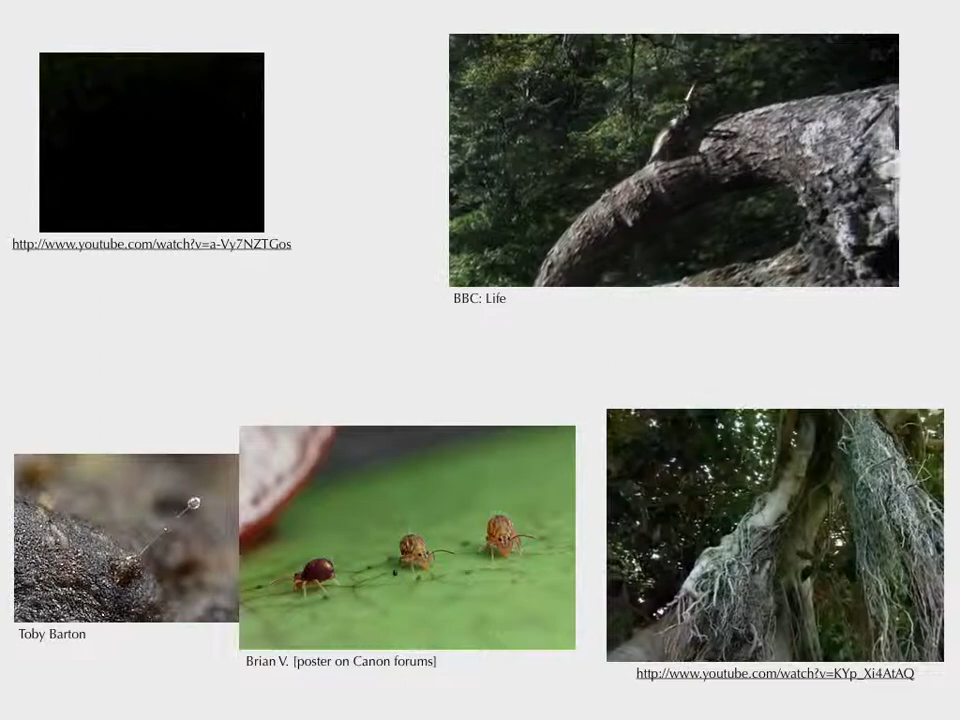 http://www.youtube.com/watch?v=a-Vy7NZTGos
BBC: Life
Toby Barton
Brian V. [poster on Canon forums]
http://www.youtube.com/watch?v=KYp_Xi4AtAQ